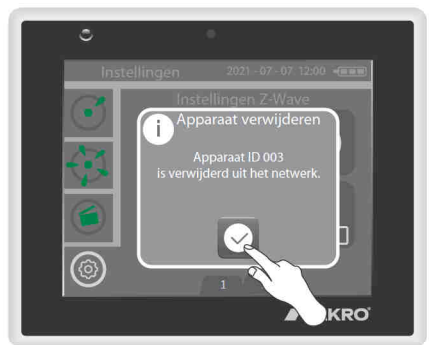 Instellingen 2021 - 07 - 07 12:00
Instellingen Z-Wave
Apparaat verwijderen
Apparaat ID 003
is verwijderd uit het netwerk.
1
KRO